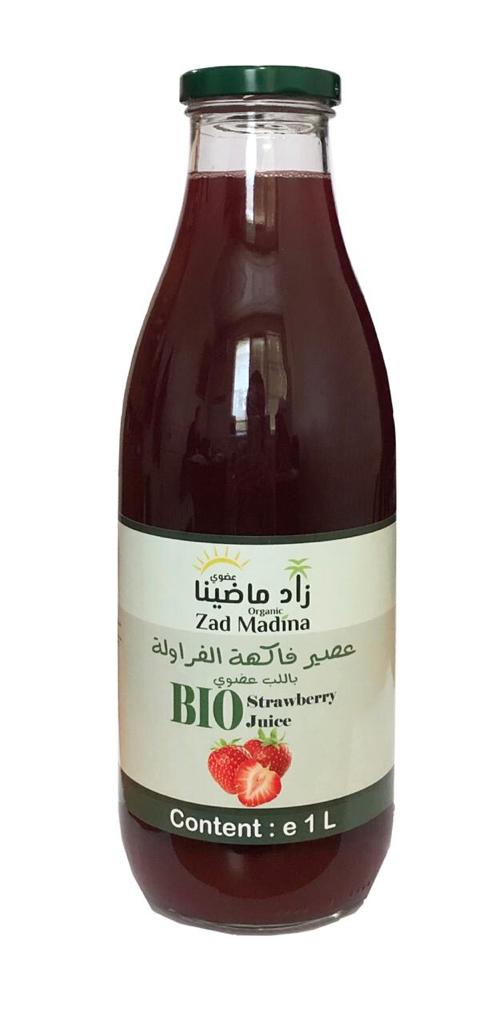 عضوي
زاد ماضينا
Organic
Zad Madina
عصير فاكهة الفراولة
باللب عضوي
BIO Strawberry
Juice
Content : e 1 L